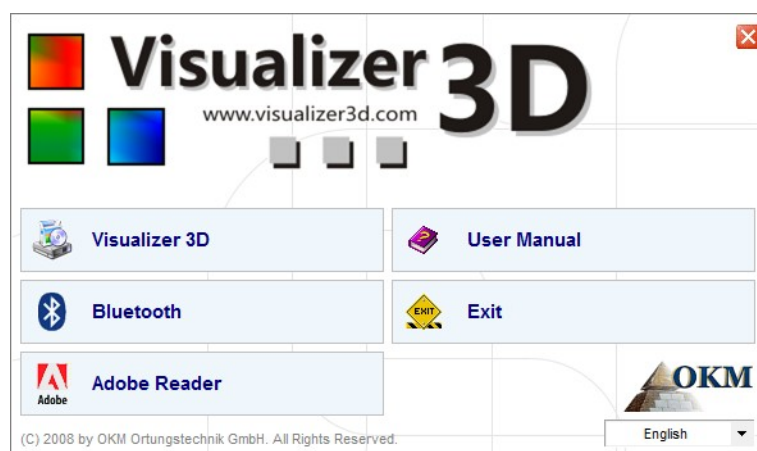 Visualizer 3D
www.visualizer3d.com
Visualizer 3D
User Manual
Bluetooth
EXIT
Exit
Adobe
Adobe Reader
OKM
(C) 2008 by OKM Ortungstechnik GmbH. All Rights Reserved.
English